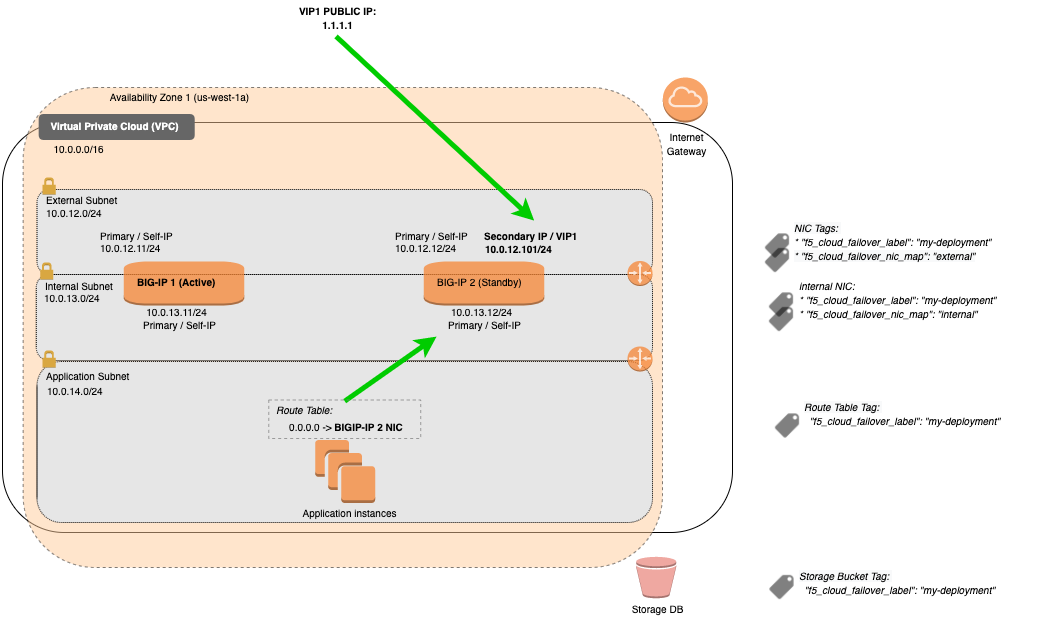 VIP1 PUBLIC IP:
1.1.1.1
Availability Zone 1 (us-west-1a)
Virtual Private Cloud (VPC)
10.0.0.0/16
Internet
Gateway
External Subnet
10.0.12.0/24
Primary / Self-IP
10.0.12.11/24
Primary / Self-IP
10.0.12.12/24
Secondary IP / VIP1
10.0.12.101/24
NIC Tags:
* "f5_cloud_failover_label": "my-deployment"
* "f5_cloud_failover_nic_map": "external"
Internal Subnet
10.0.13.0/24
BIG-IP 1 (Active)
BIG-IP 2 (Standby)
10.0.13.11/24
Primary / Self-IP
10.0.13.12/24
Primary / Self-IP
internal NIC:
* "f5_cloud_failover_label": "my-deployment"
* "f5_cloud_failover_nic_map": "internal"
Application Subnet
10.0.14.0/24
Route Table:
0.0.0.0 -> BIGIP-IP 2 NIC
Application instances
Route Table Tag:
"f5_cloud_failover_label": "my-deployment"
Storage DB
Storage Bucket Tag:
"f5_cloud_failover_label": "my-deployment"